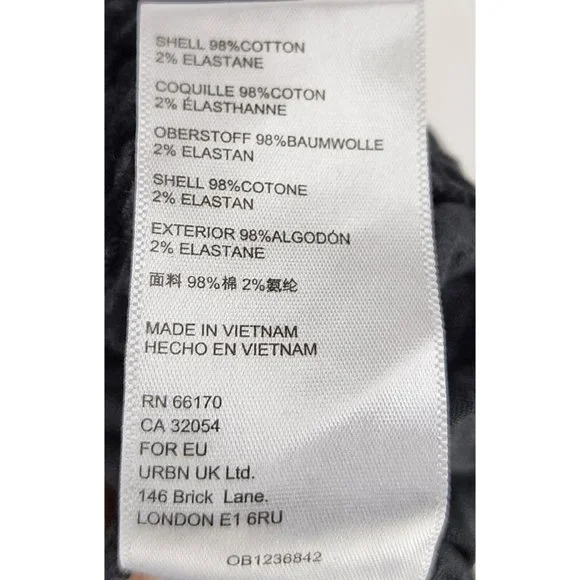 SHELL 98%COTTON
2% ELASTANE
COQUILLE 98%COTON
2% ÉLASTHANNE
OBERSTOFF 98%BAUMWOLLE
2% ELASTAN
SHELL 98%COTONE
2% ELASTAN
EXTERIOR 98%ALGODÓN
2% ELASTANE
面料 98%棉 2%氨纶
MADE IN VIETNAM
HECHO EN VIETNAM
RN 66170
CA 32054
FOR EU
URBN UK Ltd.
146 Brick Lane.
LONDON E1 6RU
OB1236842